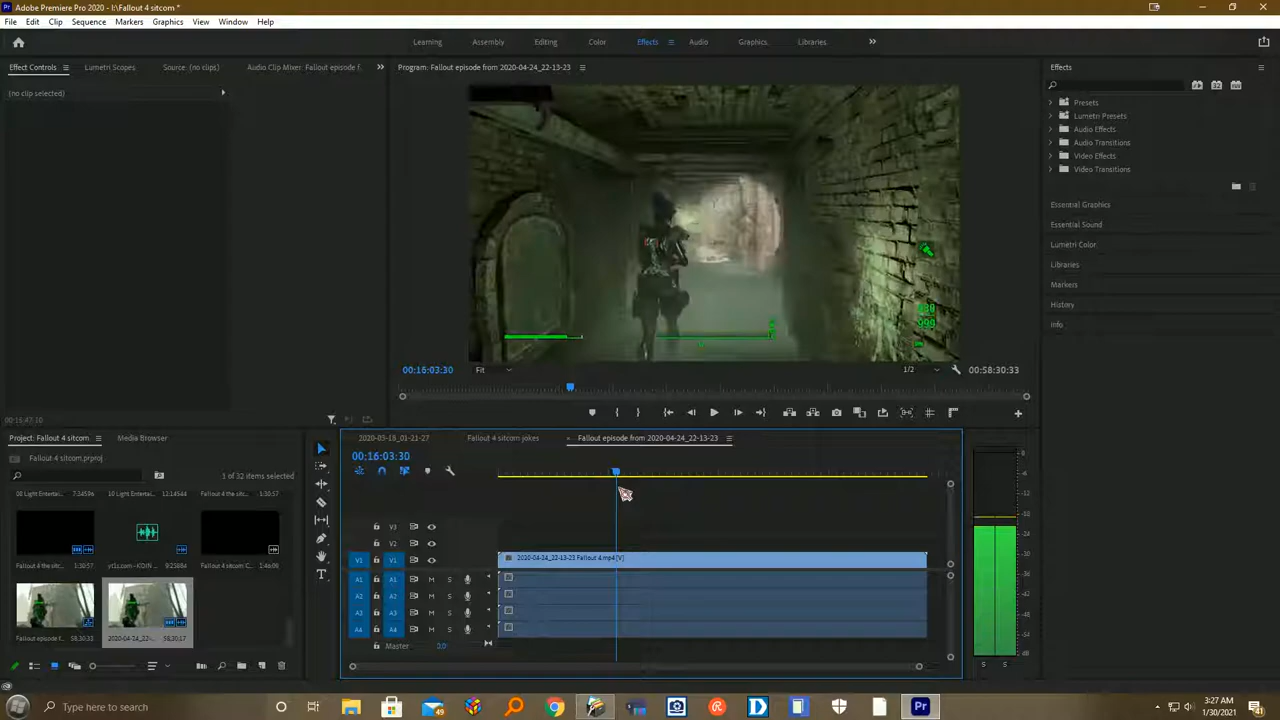 Adobe Premiere Pro 2020 - I:\Fallout 4 sitcom *
File Edit Clip Sequence Markers Graphics View Window Help
Learning Assembly Editing Color Effects Audio Graphics Libraries
Effect Controls Lumetri Scopes Source: (no clips) Audio Clip Mixer: Fallout episode f
Program: Fallout episode from 2020-04-24_22-13-23
Effects
(no clip selected)
Presets
Lumetri Presets
Audio Effects
Audio Transitions
Video Effects
Video Transitions
Essential Graphics
Essential Sound
Lumetri Color
Libraries
Markers
History
Info
00:16:03:30 Fit 1/2 00:58:30:33
Project: Fallout 4 sitcom Media Browser
Fallout 4 sitcom.prproj
1 of 32 items selected
08 Light Entertai... 7:24596 10 Light Entertai... 12:14544 Fallout 4 the sitc... 1:30:57
Fallout 4 the sitc... 1:30:57 9:23884 Fallout 4 sitcom C... 1:46:00
Fallout episode f... 58:30:33 2020-04-24_22-... 58:30:17
2020-03-18_01-21-27 Fallout 4 sitcom jokes Fallout episode from 2020-04-24_22-13-23
00:16:03:30
V3
V2
V1 V1 2020-04-24_22-13-23 Fallout 4.mp4 [V]
A1 A1 M S
A2 A2 M S
A3 A3 M S
A4 A4 M S
Master 0.0
S S
Type here to search
3:27 AM
1/30/2021